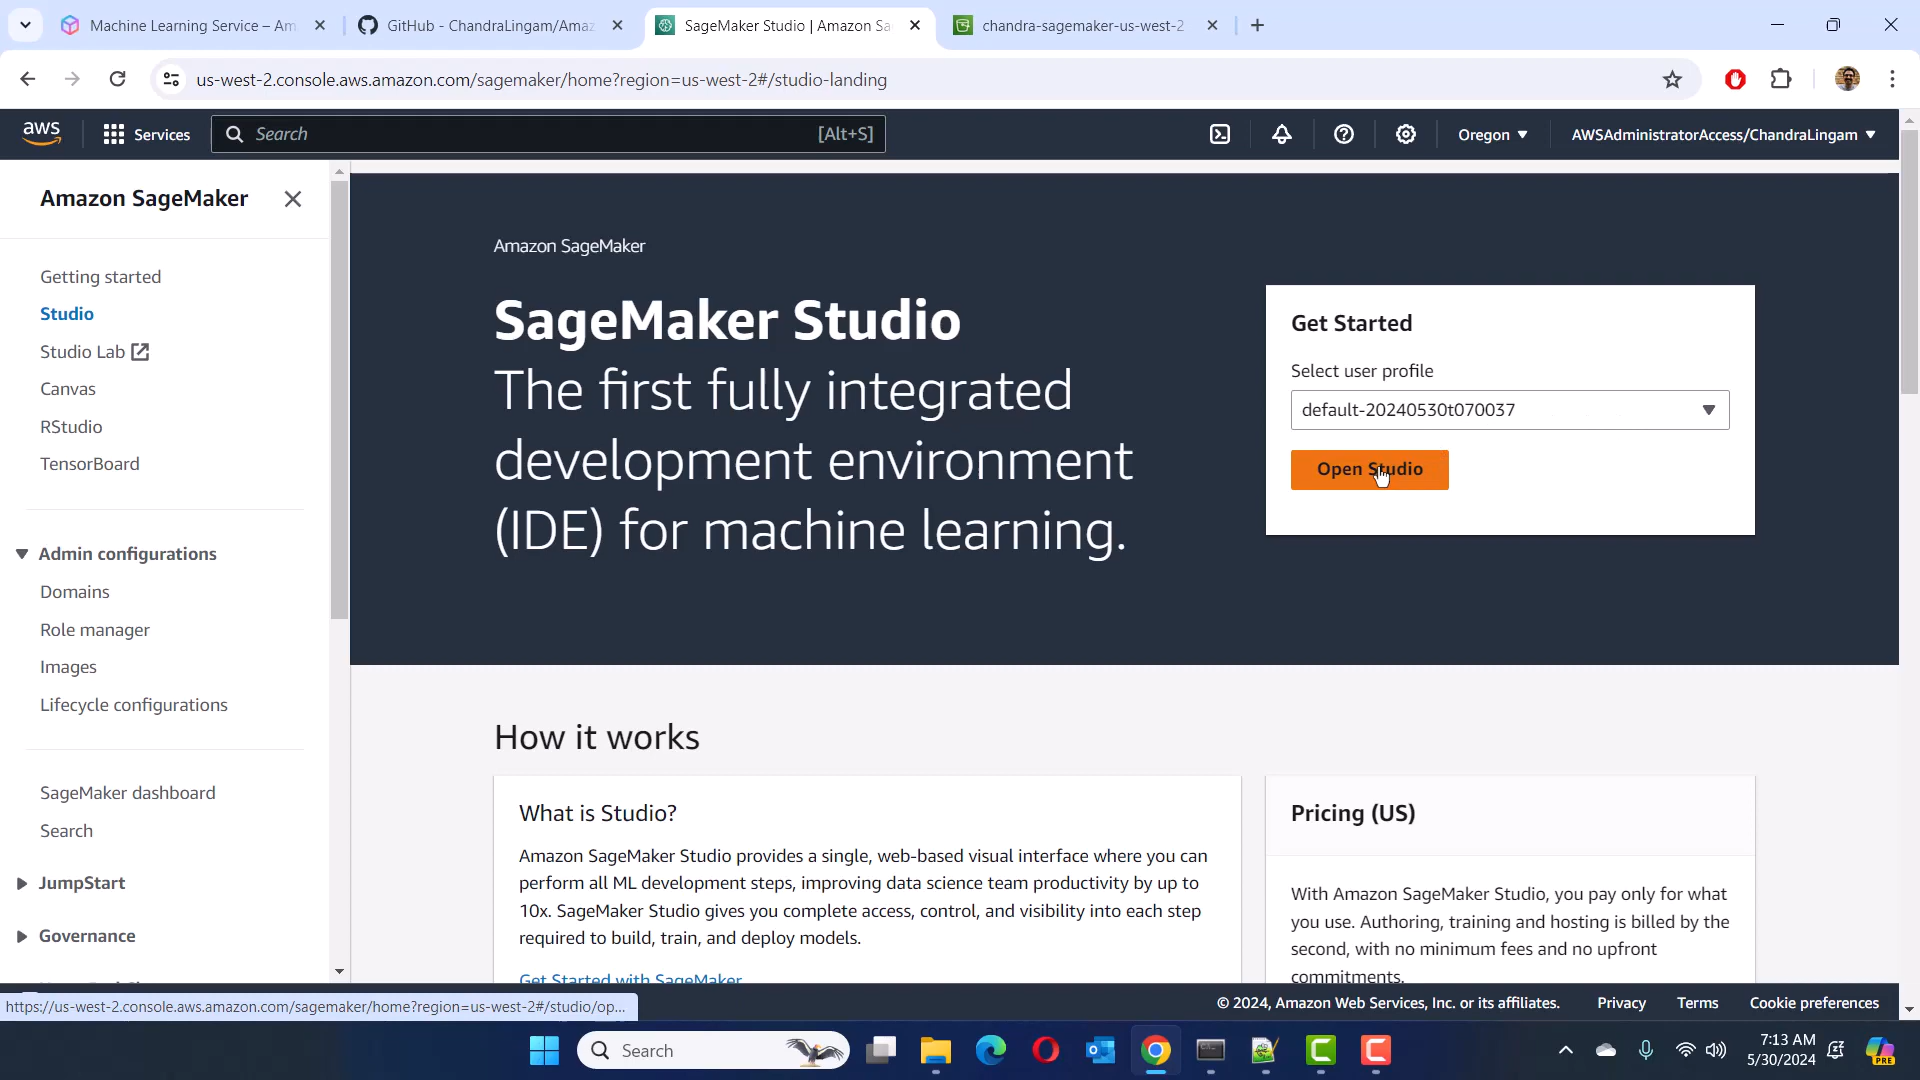 Machine Learning Service – Am
GitHub - ChandraLingam/Amaz
SageMaker Studio | Amazon Sa
chandra-sagemaker-us-west-2
us-west-2.console.aws.amazon.com/sagemaker/home?region=us-west-2#/studio-landing
aws
Services
Search
[Alt+S]
Oregon
AWSAdministratorAccess/ChandraLingam
Amazon SageMaker
Getting started
Studio
Studio Lab
Canvas
RStudio
TensorBoard
Admin configurations
Domains
Role manager
Images
Lifecycle configurations
SageMaker dashboard
Search
JumpStart
Governance
Amazon SageMaker
SageMaker Studio
The first fully integrated
development environment
(IDE) for machine learning.
Get Started
Select user profile
default-20240530t070037
Open Studio
How it works
What is Studio?
Amazon SageMaker Studio provides a single, web-based visual interface where you can
perform all ML development steps, improving data science team productivity by up to
10x. SageMaker Studio gives you complete access, control, and visibility into each step
required to build, train, and deploy models.
Get Started with SageMaker
Pricing (US)
With Amazon SageMaker Studio, you pay only for what
you use. Authoring, training and hosting is billed by the
second, with no minimum fees and no upfront
commitments.
https://us-west-2.console.aws.amazon.com/sagemaker/home?region=us-west-2#/studio/op...
© 2024, Amazon Web Services, Inc. or its affiliates.
Privacy
Terms
Cookie preferences
Search
7:13 AM
5/30/2024
PRE